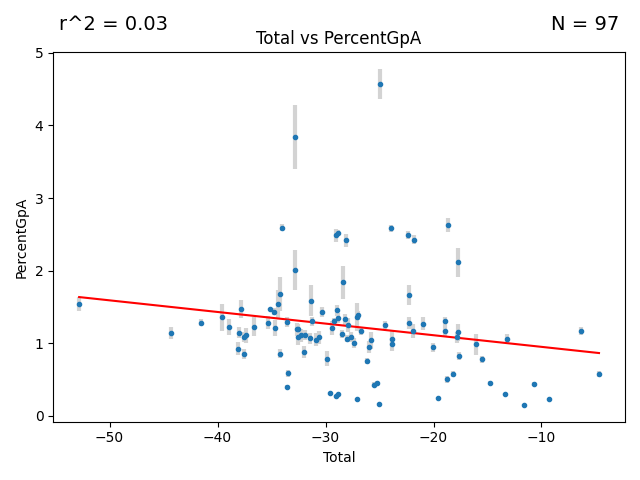 r^2 = 0.03
N = 97
Total vs PercentGpA
PercentGpA
5
4
3
2
1
0
−50
−40
−30
−20
−10
Total